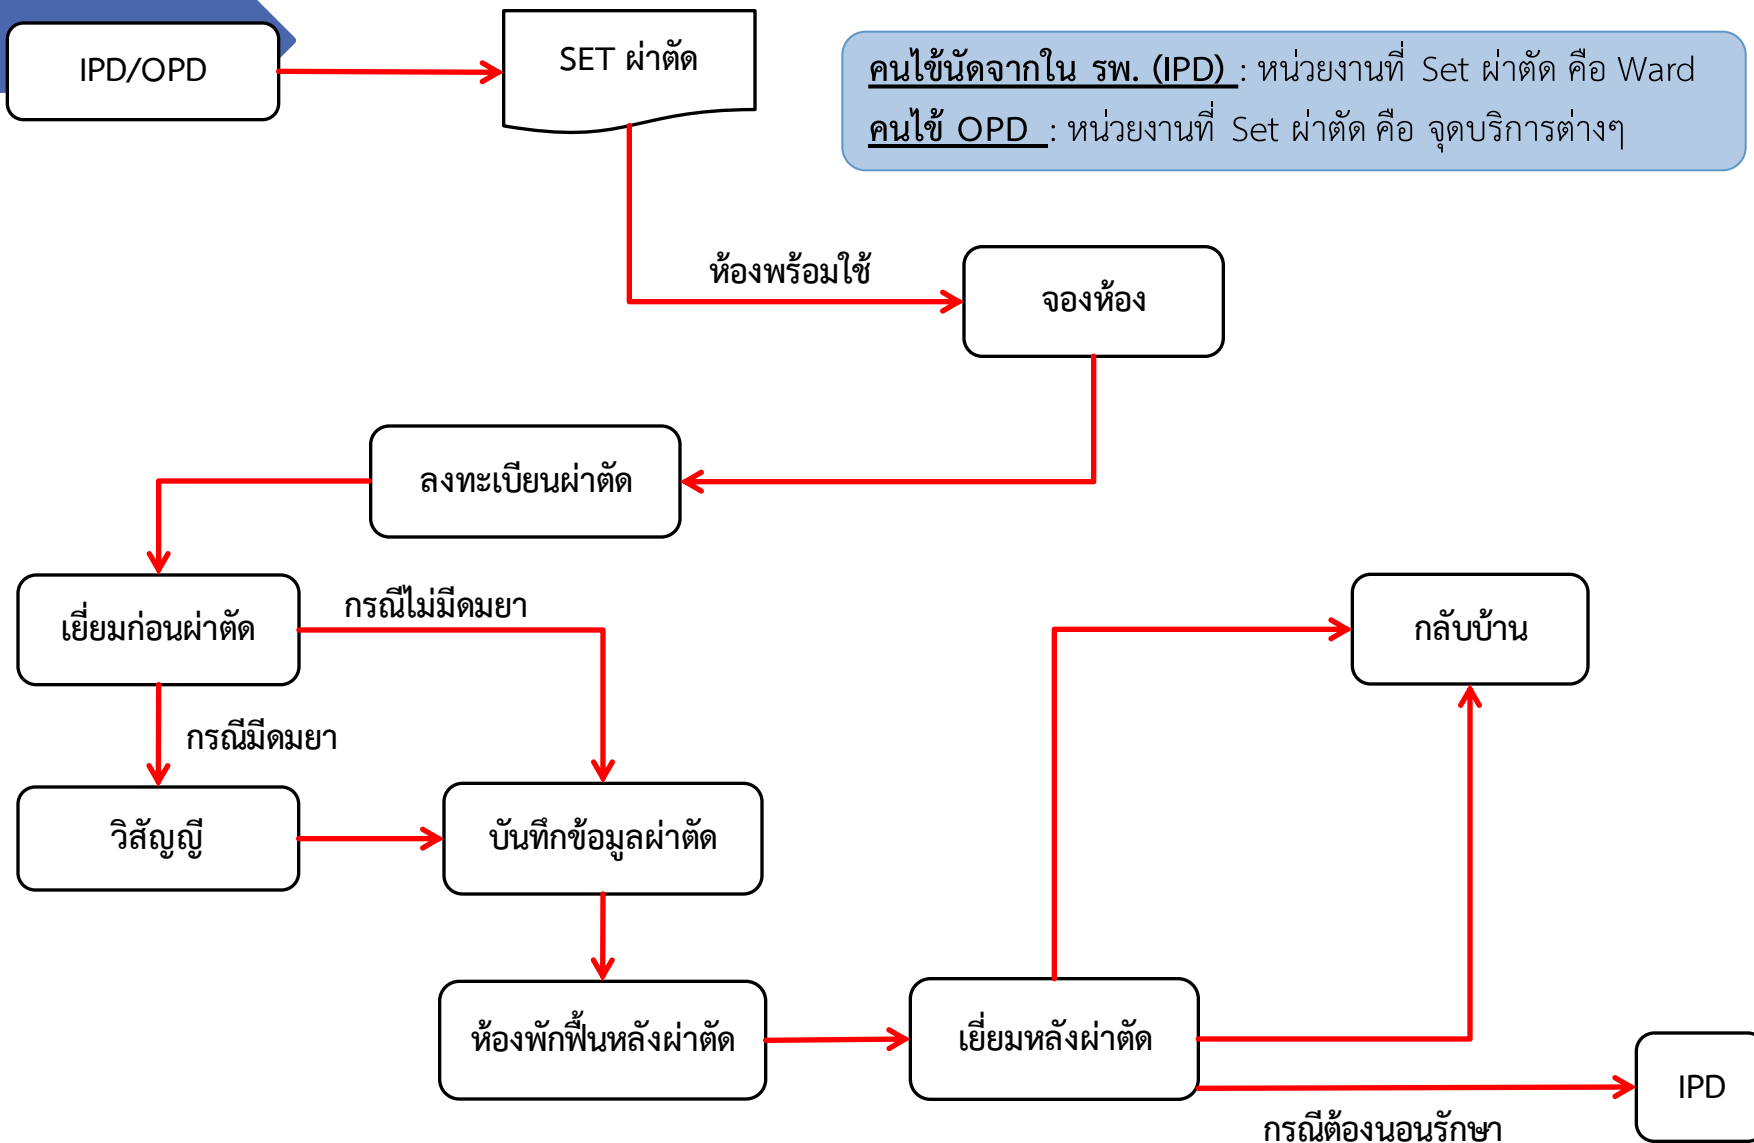 IPD/OPD
SET ผ่าตัด
คนไข้นัดจากใน รพ. (IPD) : หน่วยงานที่ Set ผ่าตัด คือ Ward
คนไข้ OPD : หน่วยงานที่ Set ผ่าตัด คือ จุดบริการต่างๆ
ห้องพร้อมใช้
จองห้อง
ลงทะเบียนผ่าตัด
เยี่ยมก่อนผ่าตัด
กรณีไม่มีดมยา
กลับบ้าน
กรณีมีดมยา
วิสัญญี
บันทึกข้อมูลผ่าตัด
ห้องพักฟื้นหลังผ่าตัด
เยี่ยมหลังผ่าตัด
IPD
กรณีต้องนอนรักษา